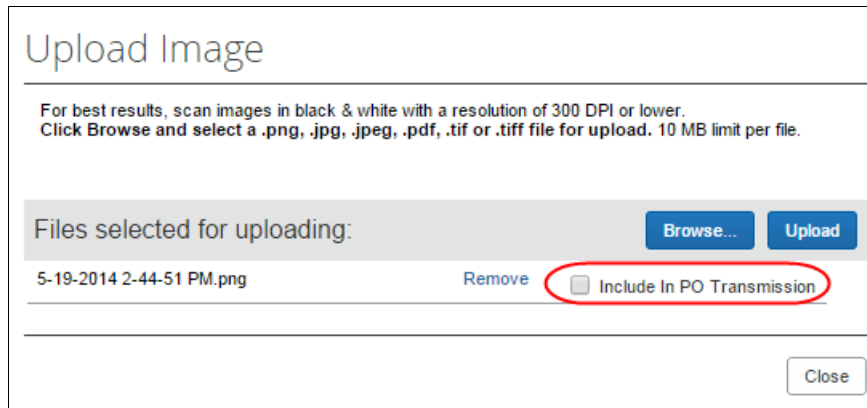 Upload Image
For best results, scan images in black & white with a resolution of 300 DPI or lower.
Click Browse and select a .png, .jpg, .jpeg, .pdf, .tif or .tiff file for upload. 10 MB limit per file.
Files selected for uploading: Browse... Upload
5-19-2014 2-44-51 PM.png Remove Include In PO Transmission
Close